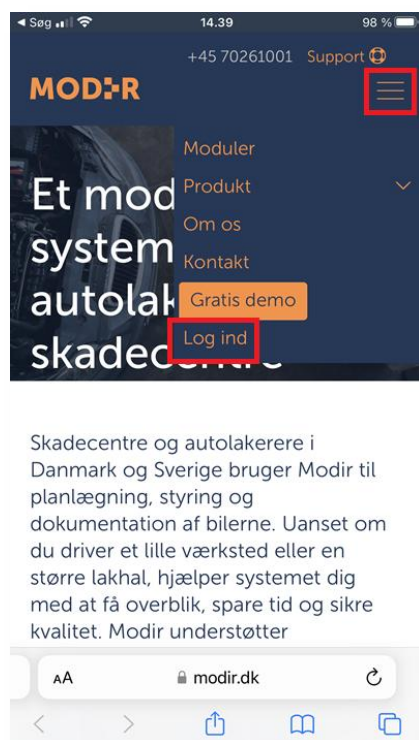 Søg
14.39
98 %
+45 70261001 Support
MODIR
Moduler
Produkt
Om os
Kontakt
Gratis demo
Log ind
Et mod
system
autolak
skadecentre
Skadecentre og autolakerere i
Danmark og Sverige bruger Modir til
planlægning, styring og
dokumentation af bilerne. Uanset om
du driver et lille værksted eller en
større lakhal, hjælper systemet dig
med at få overblik, spare tid og sikre
kvalitet. Modir understøtter
AA
modir.dk